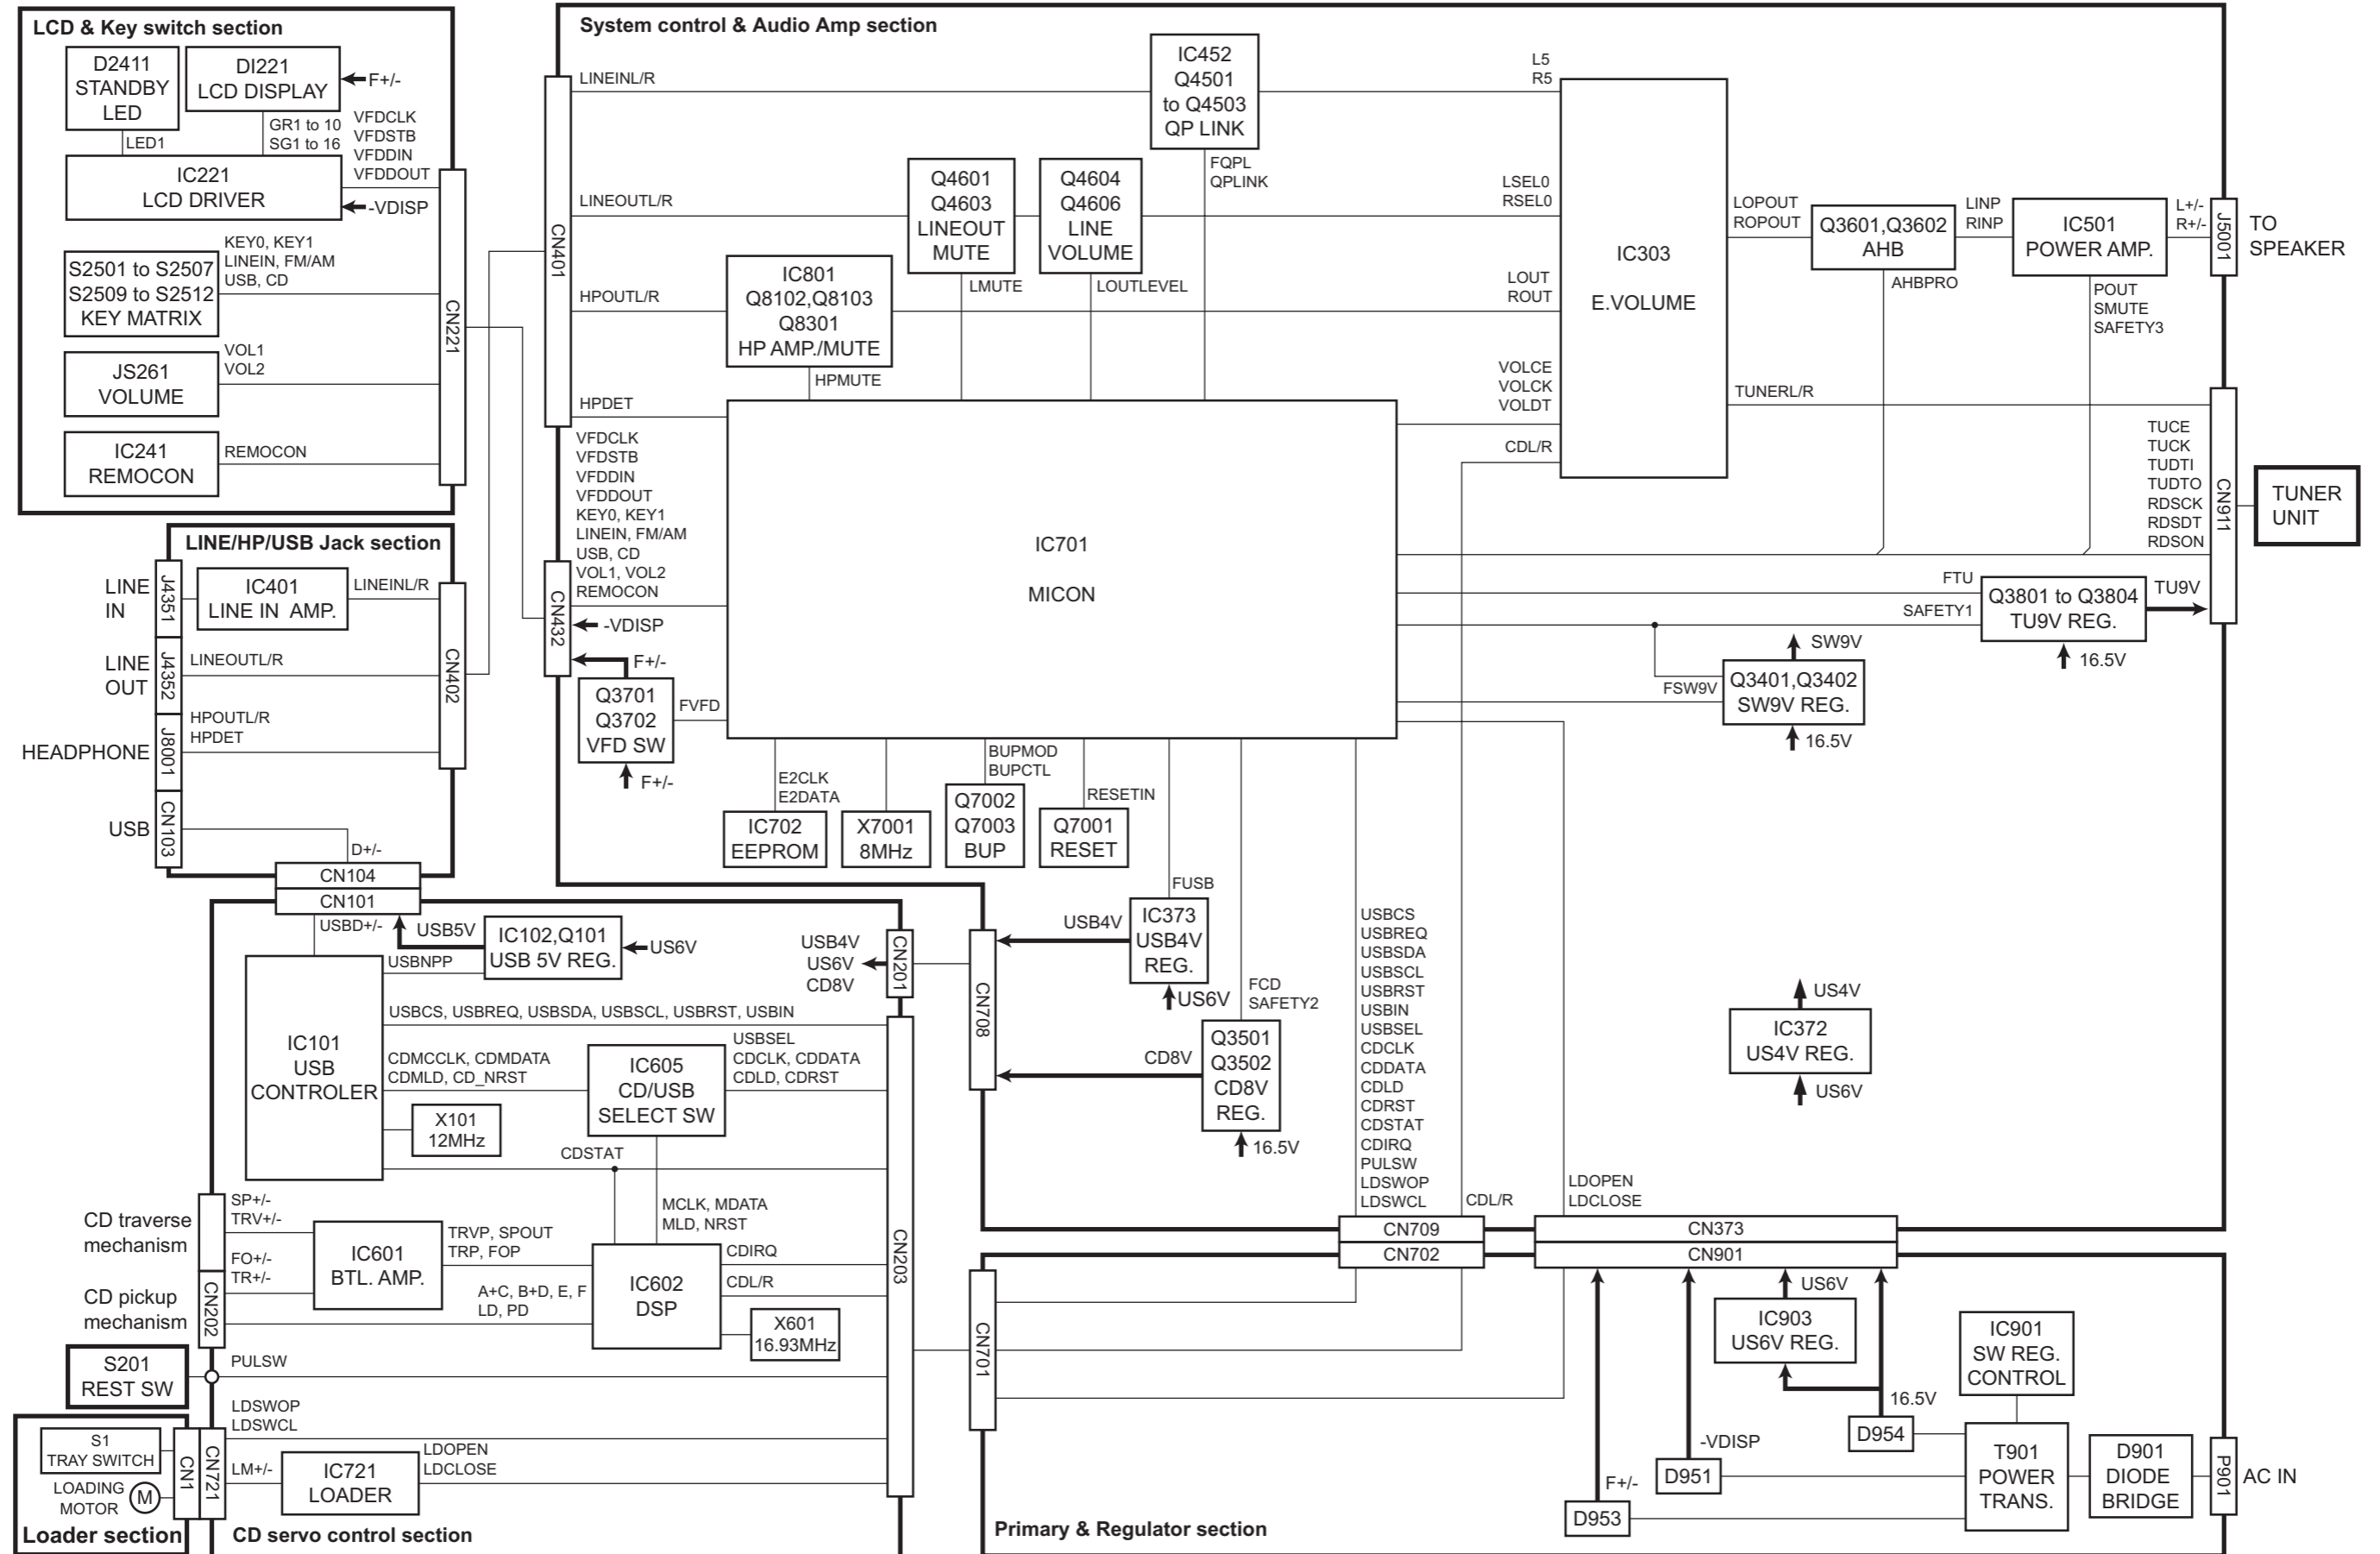 LCD & Key switch section
D2411
STANDBY
LED
DI221
LCD DISPLAY
F+/-
LED1
GR1 to 10
SG1 to 16
VFDCLK
VFDSTB
VFDDIN
VFDDOUT
IC221
LCD DRIVER
-VDISP
S2501 to S2507
S2509 to S2512
KEY MATRIX
KEY0, KEY1
LINEIN, FM/AM
USB, CD
JS261
VOLUME
VOL1
VOL2
IC241
REMOCON
REMOCON
CN221
LINE/HP/USB Jack section
LINE
IN
J4351
IC401
LINE IN AMP.
LINEINL/R
LINE
OUT
J4352
LINEOUTL/R
CN402
HEADPHONE
J8001
HPOUTL/R
HPDET
USB
CN103
D+/-
CN104
System control & Audio Amp section
CN401
LINEINL/R
IC452
Q4501
to Q4503
QP LINK
L5
R5
FQPL
QPLINK
LINEOUTL/R
Q4601
Q4603
LINEOUT
MUTE
Q4604
Q4606
LINE
VOLUME
LSEL0
RSEL0
LMUTE
LOUTLEVEL
HPOUTL/R
IC801
Q8102,Q8103
Q8301
HP AMP./MUTE
HPMUTE
LOUT
ROUT
IC303
E.VOLUME
VOLCE
VOLCK
VOLDT
CDL/R
LOPOUT
ROPOUT
Q3601,Q3602
AHB
LINP
RINP
IC501
POWER AMP.
L+/-
R+/-
J5001
TO
SPEAKER
AHBPRO
POUT
SMUTE
SAFETY3
TUNERL/R
TUCE
TUCK
TUDTI
TUDTO
RDSCK
RDSDT
RDSON
CN911
TUNER
UNIT
HPDET
VFDCLK
VFDSTB
VFDDIN
VFDDOUT
KEY0, KEY1
LINEIN, FM/AM
USB, CD
VOL1, VOL2
REMOCON
CN432
-VDISP
F+/-
Q3701
Q3702
VFD SW
FVFD
F+/-
IC701
MICON
FTU
SAFETY1
Q3801 to Q3804
TU9V REG.
TU9V
16.5V
SW9V
FSW9V
Q3401,Q3402
SW9V REG.
16.5V
E2CLK
E2DATA
IC702
EEPROM
X7001
8MHz
BUPMOD
BUPCTL
Q7002
Q7003
BUP
RESETIN
Q7001
RESET
FUSB
IC373
USB4V
REG.
USB4V
US6V
FCD
SAFETY2
Q3501
Q3502
CD8V
REG.
CD8V
16.5V
CN708
USBCS
USBREQ
USBSDA
USBSCL
USBRST
USBIN
USBSEL
CDCLK
CDDATA
CDLD
CDRST
CDSTAT
CDIRQ
PULSW
LDSWOP
LDSWCL
CDL/R
LDOPEN
LDCLOSE
US4V
IC372
US4V REG.
US6V
CN709
CN373
CN101
USBD+/-
USB5V
IC102,Q101
USB 5V REG.
US6V
USBNPP
USB4V
US6V
CD8V
CN201
IC101
USB
CONTROLER
USBCS, USBREQ, USBSDA, USBSCL, USBRST, USBIN
CDMCCLK, CDMDATA
CDMLD, CD_NRST
IC605
CD/USB
SELECT SW
USBSEL
CDCLK, CDDATA
CDLD, CDRST
X101
12MHz
CDSTAT
MCLK, MDATA
MLD, NRST
CD traverse
mechanism
SP+/-
TRV+/-
FO+/-
TR+/-
IC601
BTL. AMP.
TRVP, SPOUT
TRP, FOP
A+C, B+D, E, F
LD, PD
IC602
DSP
CDIRQ
CDL/R
X601
16.93MHz
CN203
CD pickup
mechanism
CN202
S201
REST SW
PULSW
LDSWOP
LDSWCL
S1
TRAY SWITCH
LOADING
MOTOR
M
CN1
CN721
LM+/-
IC721
LOADER
LDOPEN
LDCLOSE
Loader section
CD servo control section
CN702
CN901
CN701
US6V
IC903
US6V REG.
16.5V
IC901
SW REG.
CONTROL
D954
-VDISP
D951
F+/-
D953
T901
POWER
TRANS.
D901
DIODE
BRIDGE
P901
AC IN
Primary & Regulator section